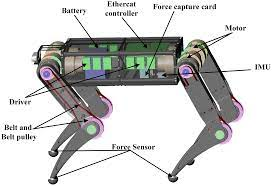 Battery
Ethercat
controller
Force capture card
Motor
IMU
Driver
Belt and
Belt pulley
Force Sensor